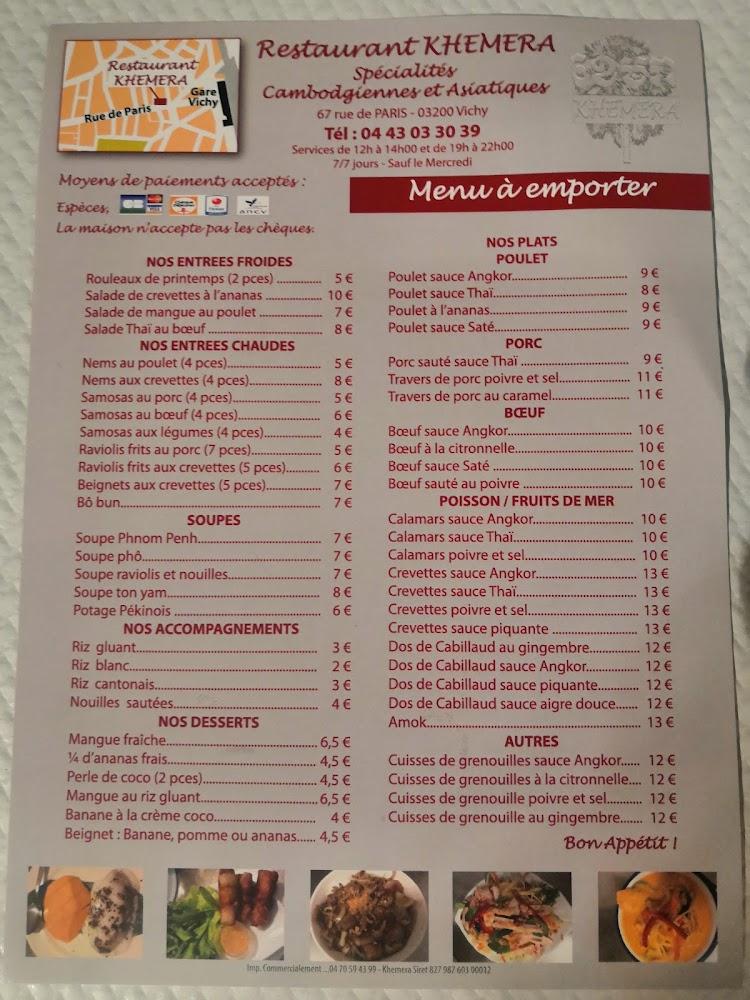 Restaurant
KHEMERA
Rue de Paris
Gare
Vichy
Restaurant KHEMERA
Spécialités
Cambodgiennes et Asiatiques
67 rue de PARIS - 03200 Vichy
Tél : 04 43 03 30 39
Services de 12h à 14h00 et de 19h à 22h00
7/7 jours - Sauf le Mercredi
KHEMERA
Moyens de paiements acceptés :
Espèces, CB VISA ANCV
La maison n'accepte pas les chèques.
Menu à emporter
NOS ENTREES FROIDES
Rouleaux de printemps (2 pces) .............. 5 €
Salade de crevettes à l'ananas ............... 10 €
Salade de mangue au poulet .................. 7 €
Salade Thaï au bœuf ................................ 8 €
NOS ENTREES CHAUDES
Nems au poulet (4 pces)........................... 5 €
Nems aux crevettes (4 pces)..................... 8 €
Samosas au porc (4 pces)......................... 5 €
Samosas au bœuf (4 pces)....................... 6 €
Samosas aux légumes (4 pces)................. 4 €
Raviolis frits au porc (7 pces).................... 5 €
Raviolis frits aux crevettes (5 pces).......... 6 €
Beignets aux crevettes (5 pces)................ 7 €
Bô bun...................................................... 7 €
SOUPES
Soupe Phnom Penh.................................. 7 €
Soupe phô................................................ 7 €
Soupe raviolis et nouilles.......................... 7 €
Soupe ton yam......................................... 8 €
Potage Pékinois ....................................... 6 €
NOS ACCOMPAGNEMENTS
Riz gluant................................................. 3 €
Riz blanc................................................... 2 €
Riz cantonais............................................ 3 €
Nouilles sautées....................................... 4 €
NOS DESSERTS
Mangue fraîche........................................ 6,5 €
¼ d'ananas frais........................................ 4,5 €
Perle de coco (2 pces)............................... 4,5 €
Mangue au riz gluant................................ 6,5 €
Banane à la crème coco............................ 4 €
Beignet : Banane, pomme ou ananas...... 4,5 €
NOS PLATS
POULET
Poulet sauce Angkor................................ 9 €
Poulet sauce Thaï..................................... 8 €
Poulet à l'ananas...................................... 9 €
Poulet sauce Saté..................................... 9 €
PORC
Porc sauté sauce Thaï .............................. 9 €
Travers de porc poivre et sel.................... 11 €
Travers de porc au caramel...................... 11 €
BŒUF
Bœuf sauce Angkor.................................. 10 €
Bœuf à la citronnelle................................ 10 €
Bœuf sauce Saté ...................................... 10 €
Bœuf sauté au poivre ............................... 10 €
POISSON / FRUITS DE MER
Calamars sauce Angkor............................ 10 €
Calamars sauce Thaï................................. 10 €
Calamars poivre et sel.............................. 10 €
Crevettes sauce Angkor........................... 13 €
Crevettes sauce Thaï................................ 13 €
Crevettes poivre et sel............................. 13 €
Crevettes sauce piquante ........................ 13 €
Dos de Cabillaud au gingembre............... 12 €
Dos de Cabillaud sauce Angkor................ 12 €
Dos de Cabillaud sauce piquante............. 12 €
Dos de Cabillaud sauce aigre douce......... 12 €
Amok....................................................... 13 €
AUTRES
Cuisses de grenouilles sauce Angkor...... 12 €
Cuisses de grenouilles à la citronnelle.... 12 €
Cuisses de grenouille poivre et sel.......... 12 €
Cuisses de grenouille au gingembre....... 12 €
Bon Appétit !
Imp. Commercialement ...04 70 59 43 99 - Khemera Siret 827 987 603 00012